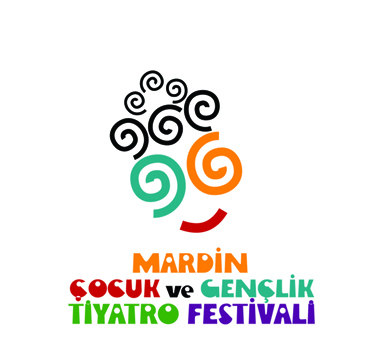 MARDİN
ÇOCUK ve GENÇLİK
TİYATRO FESTİVALİ